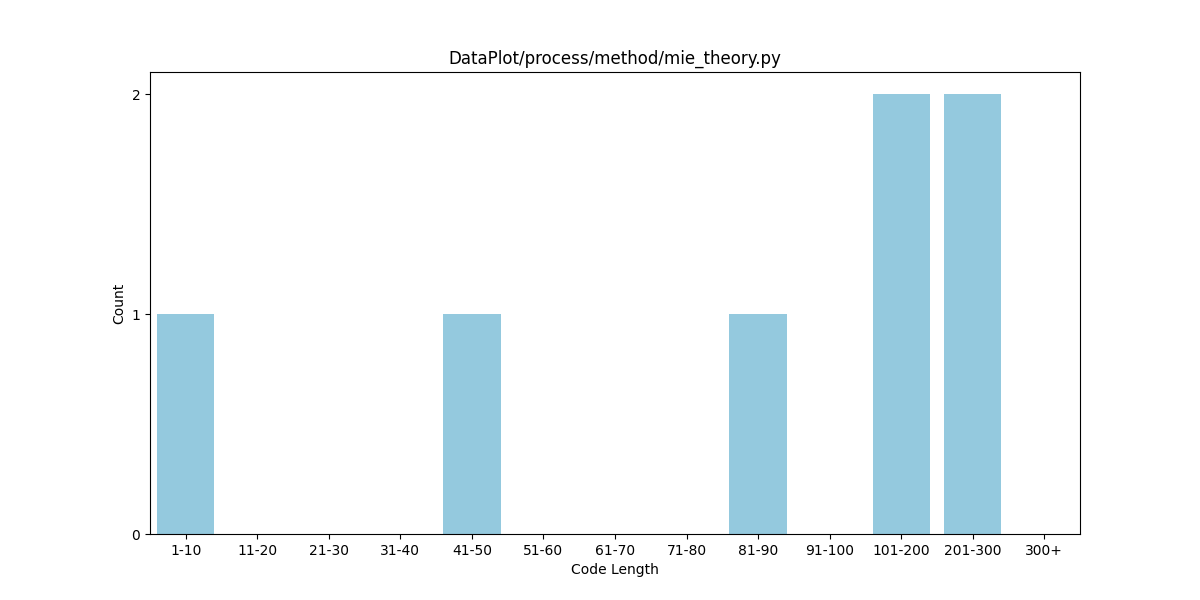 DataPlot/process/method/mie_theory.py
2
1
0
Count
1-10 11-20 21-30 31-40 41-50 51-60 61-70 71-80 81-90 91-100 101-200 201-300 300+
Code Length